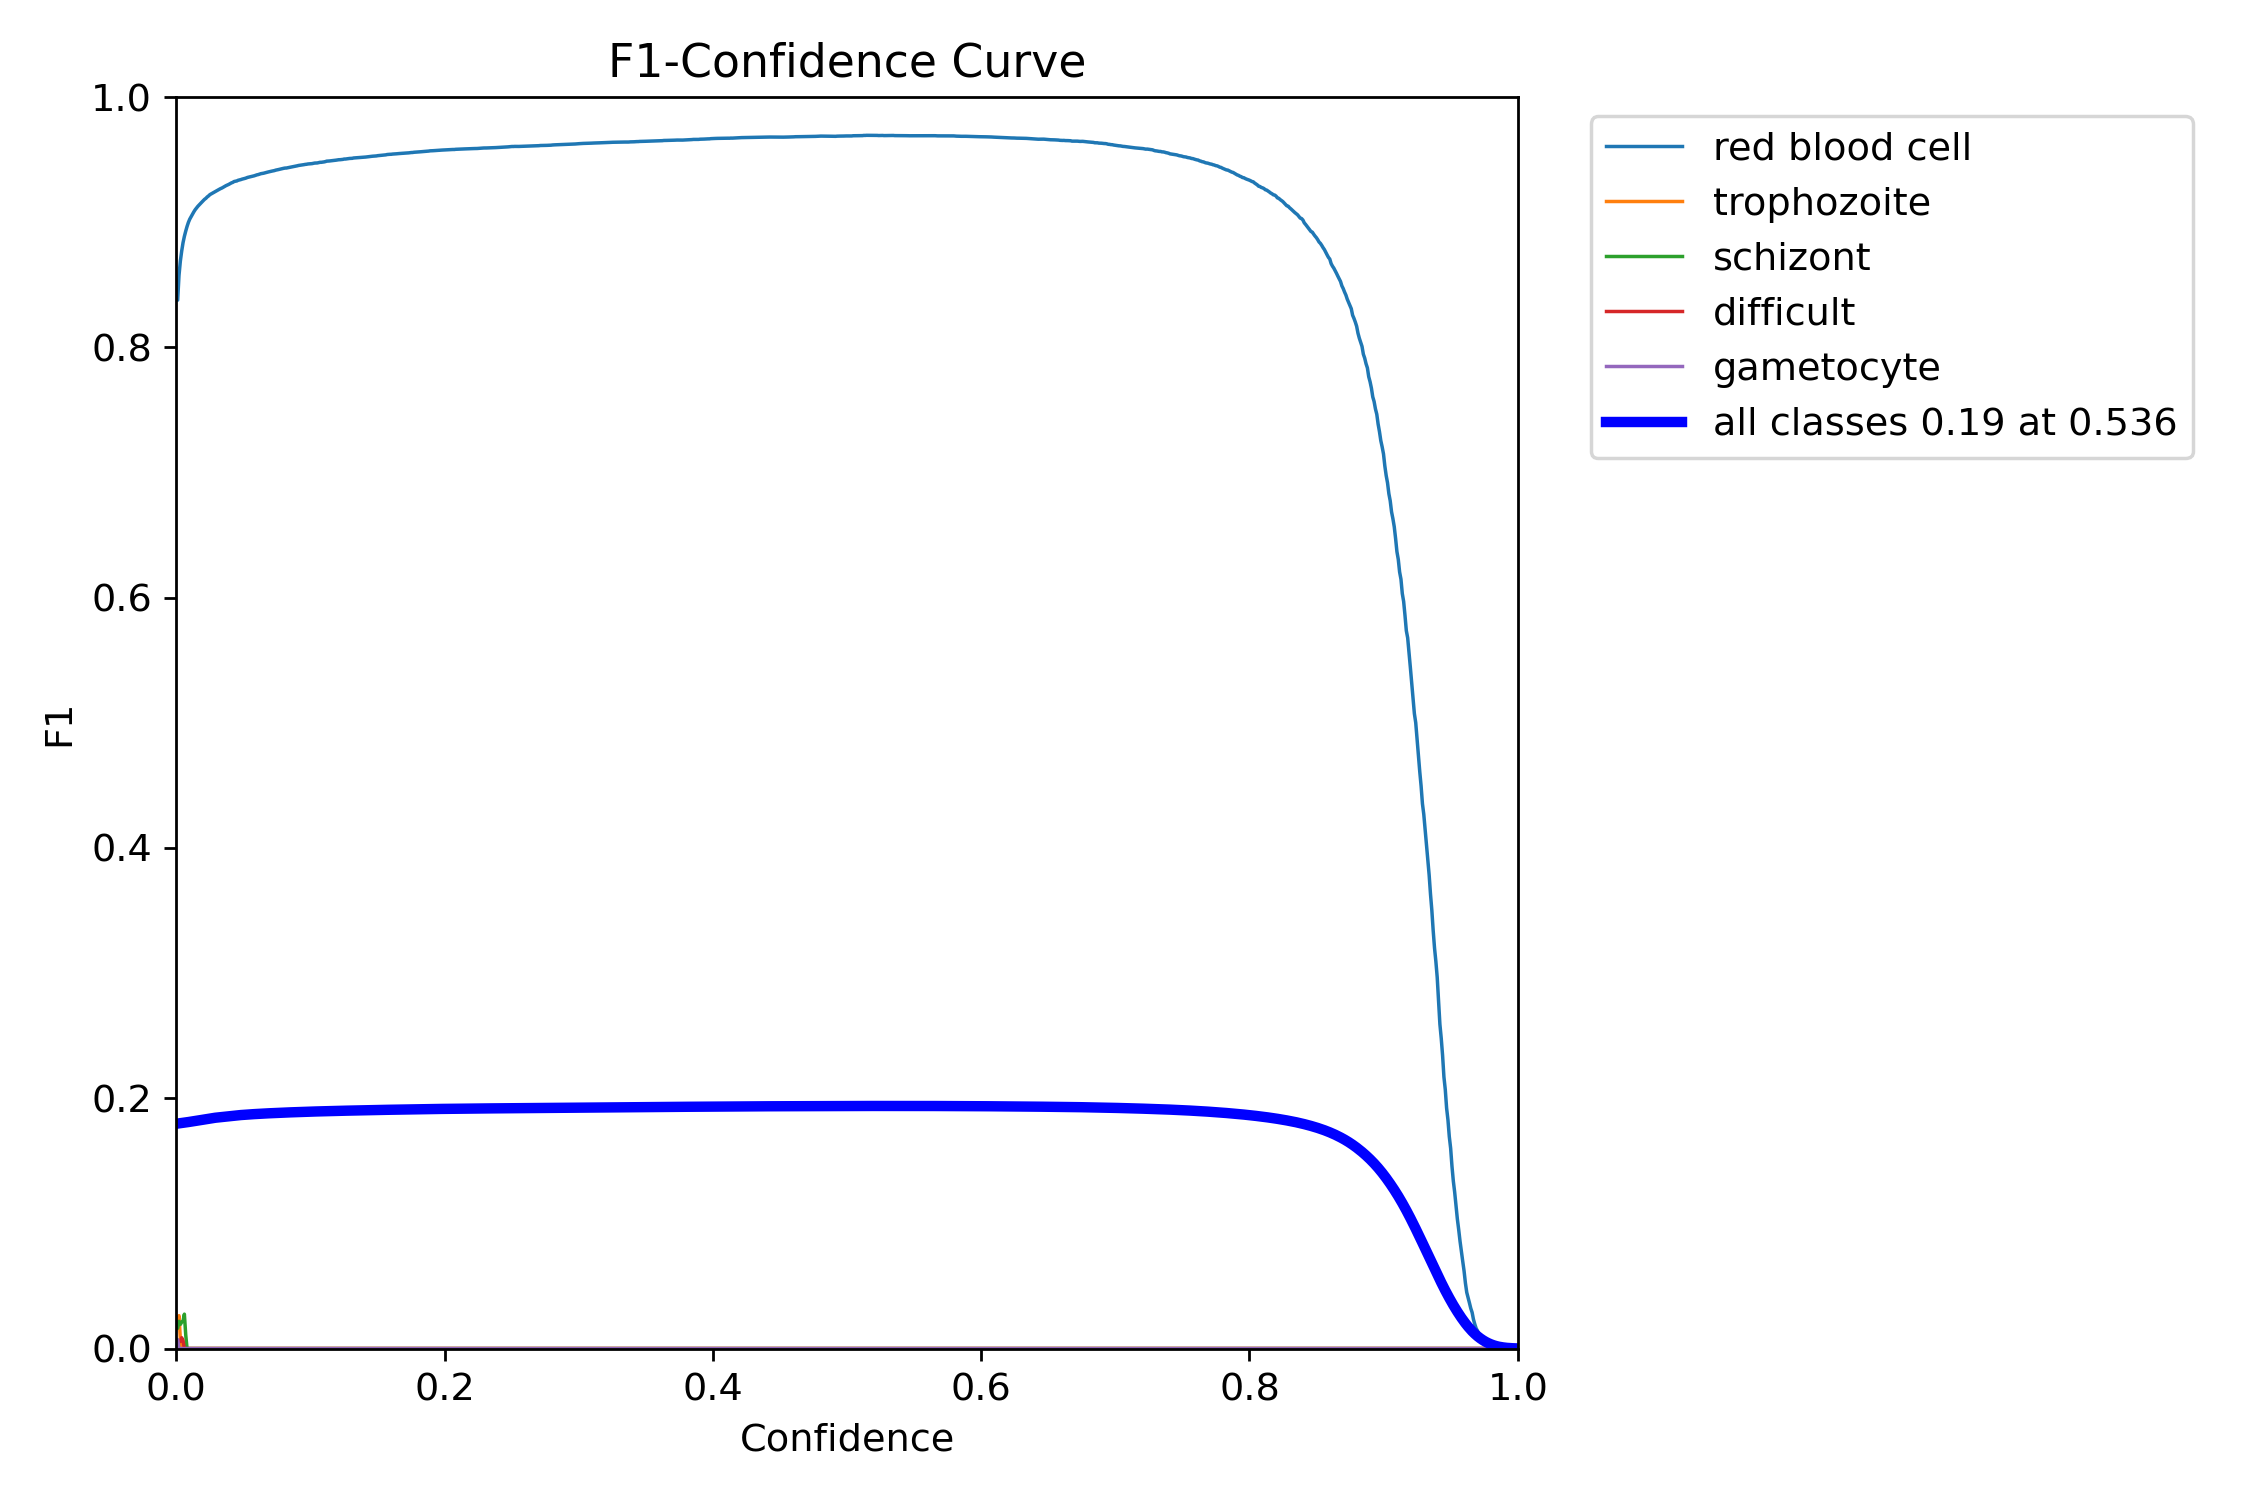 F1-Confidence Curve
1.0
0.8
0.6
0.4
0.2
0.0
F1
0.0 0.2 0.4 0.6 0.8 1.0
Confidence
red blood cell
trophozoite
schizont
difficult
gametocyte
all classes 0.19 at 0.536